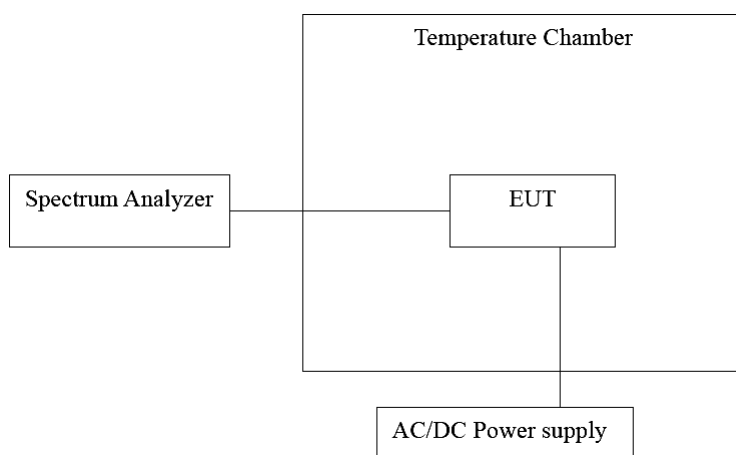 Temperature Chamber
Spectrum Analyzer
EUT
AC/DC Power supply